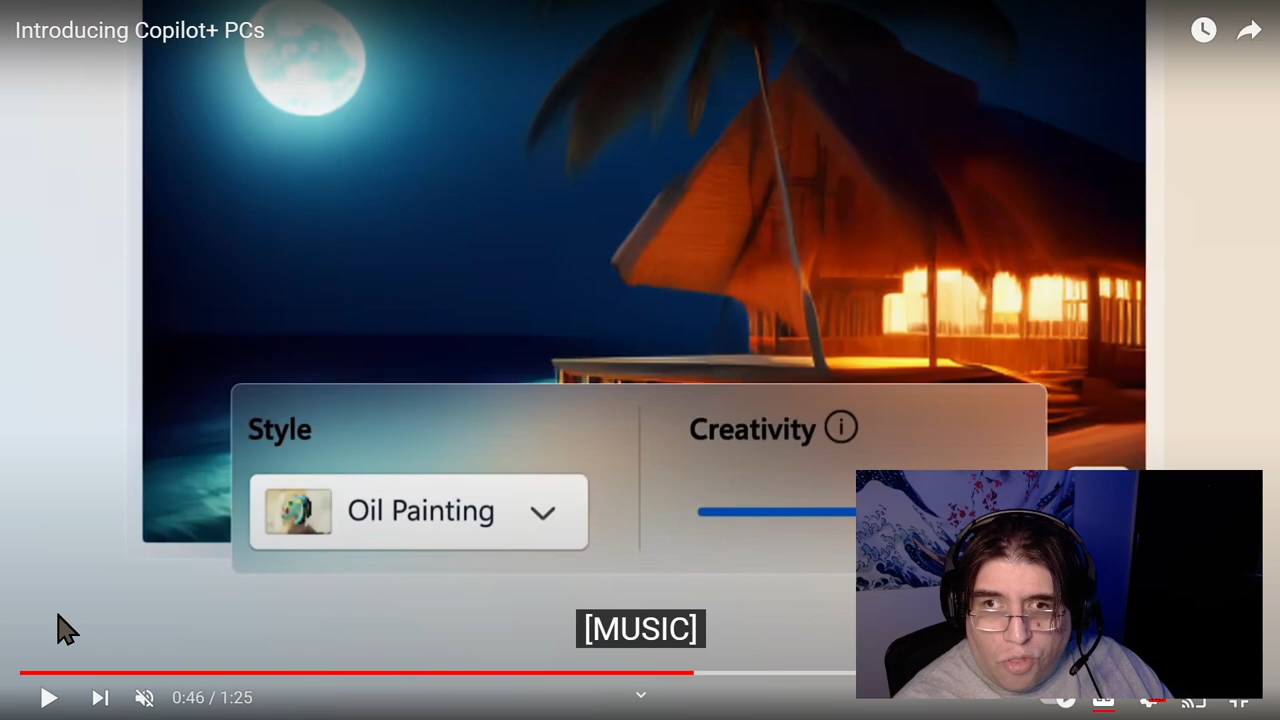 Introducing Copilot+ PCs
Style
Creativity
Oil Painting
[MUSIC]
0:46 / 1:25